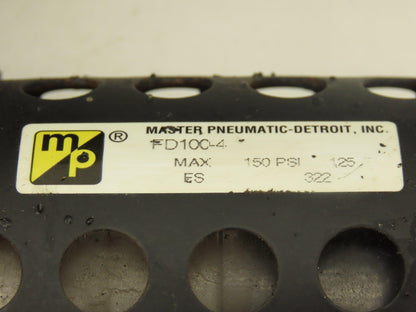 mp ®
MASTER PNEUMATIC-DETROIT, INC.
FD100-4
MAX 150 PSI 125
ES 322